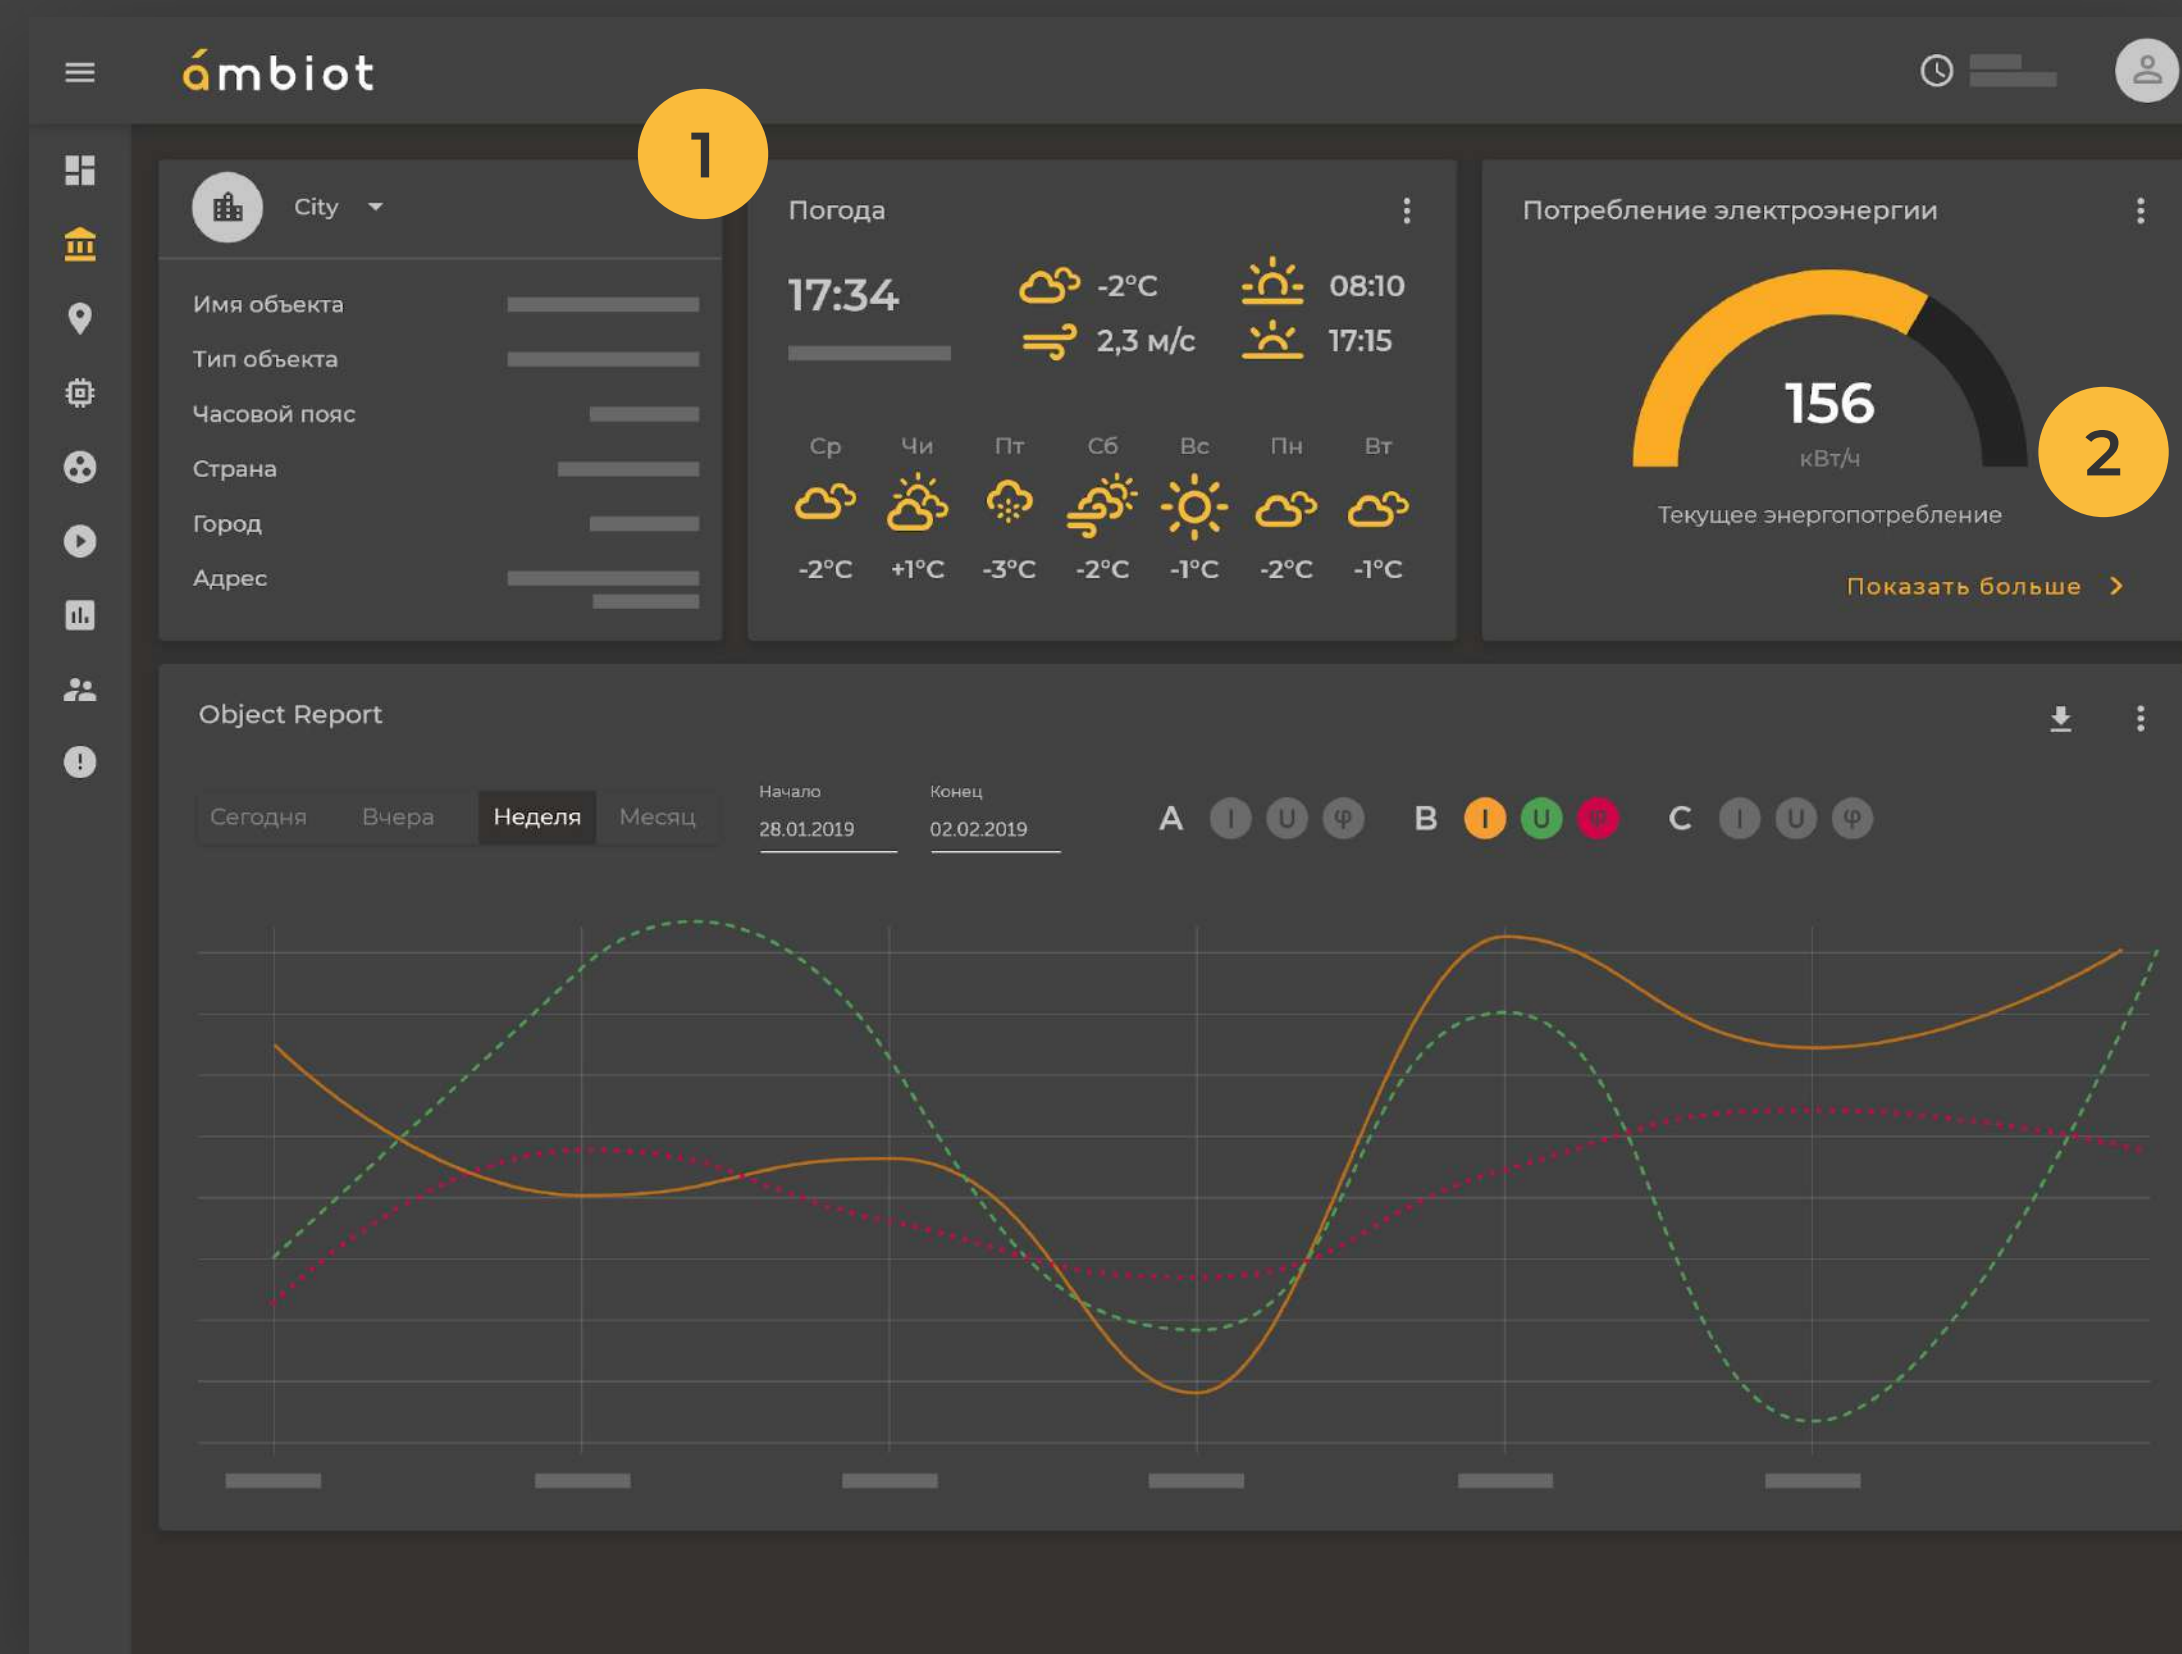 ámbiot
1
City
Имя объекта
Тип объекта
Часовой пояс
Страна
Город
Адрес
Погода
17:34
-2°C
08:10
2,3 м/с
17:15
Ср Чи Пт Сб Вс Пн Вт
-2°C +1°C -3°C -2°C -1°C -2°C -1°C
Потребление электроэнергии
156
кВт/ч
2
Текущее энергопотребление
Показать больше
Object Report
Сегодня Вчера Неделя Месяц
Начало
28.01.2019
Конец
02.02.2019
A I U φ B I U φ C I U φ